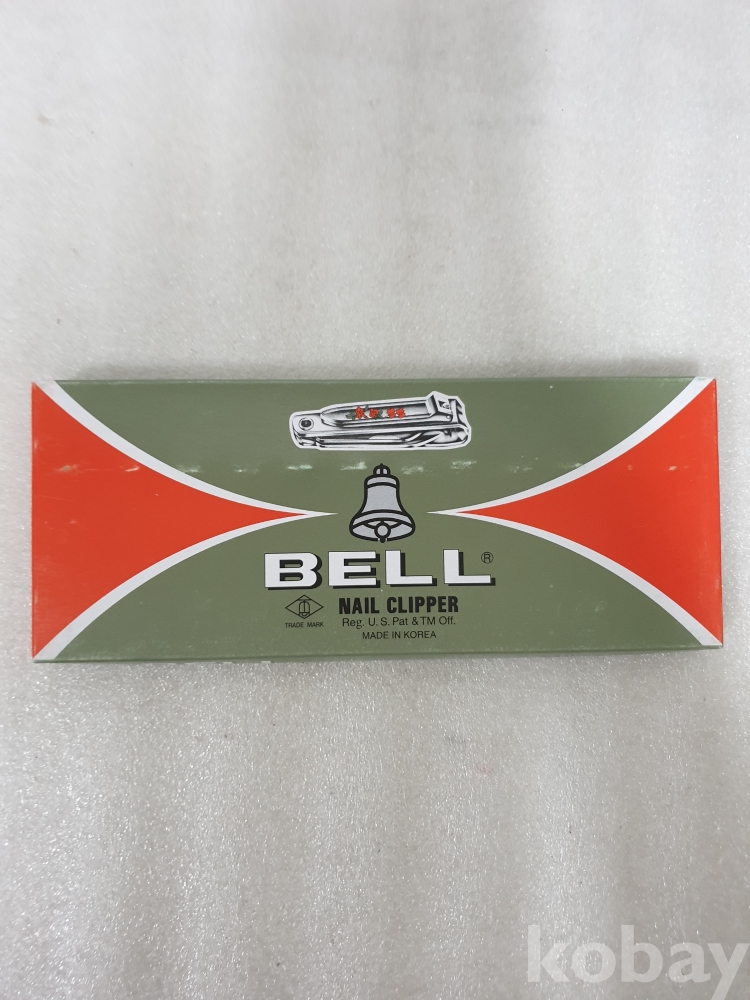 BELL ®
NAIL CLIPPER
TRADE MARK
Reg. U.S. Pat & TM Off.
MADE IN KOREA
kobay